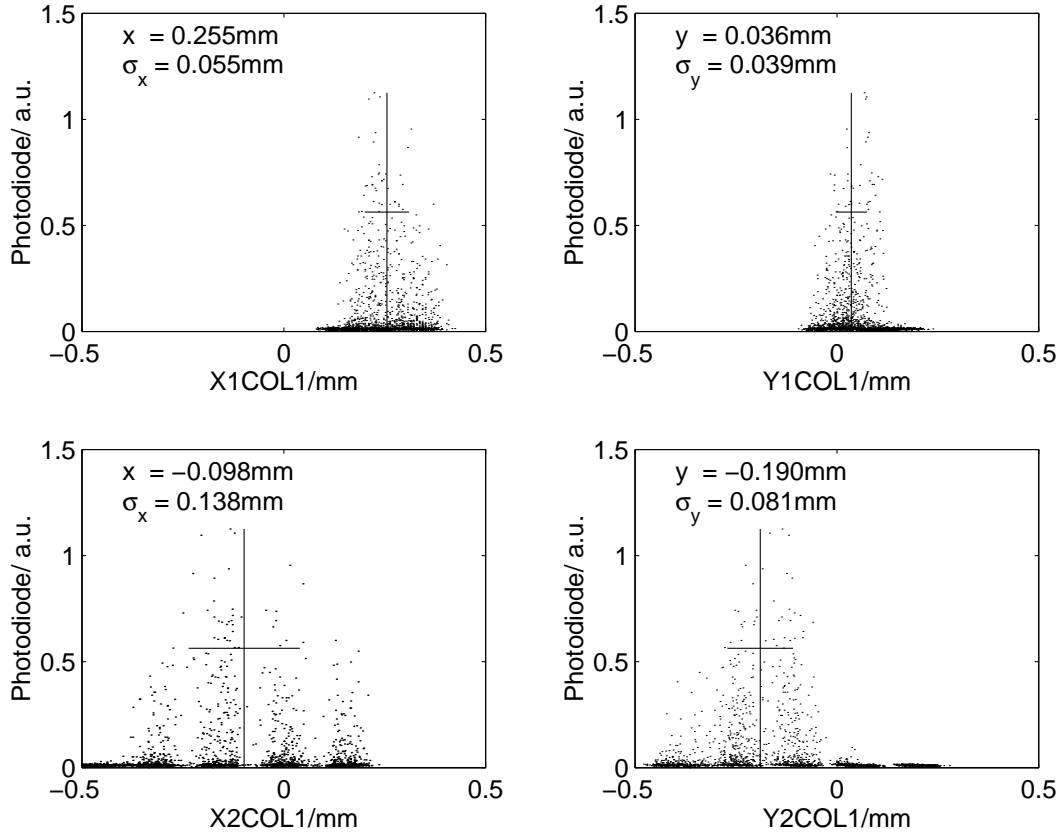 1.5
x = 0.255mm
σx = 0.055mm
Photodiode/ a.u.
1
0.5
0
−0.5 0 0.5
X1COL1/mm
1.5
y = 0.036mm
σy = 0.039mm
Photodiode/ a.u.
1
0.5
0
−0.5 0 0.5
Y1COL1/mm
1.5
x = −0.098mm
σx = 0.138mm
Photodiode/ a.u.
1
0.5
0
−0.5 0 0.5
X2COL1/mm
1.5
y = −0.190mm
σy = 0.081mm
Photodiode/ a.u.
1
0.5
0
−0.5 0 0.5
Y2COL1/mm